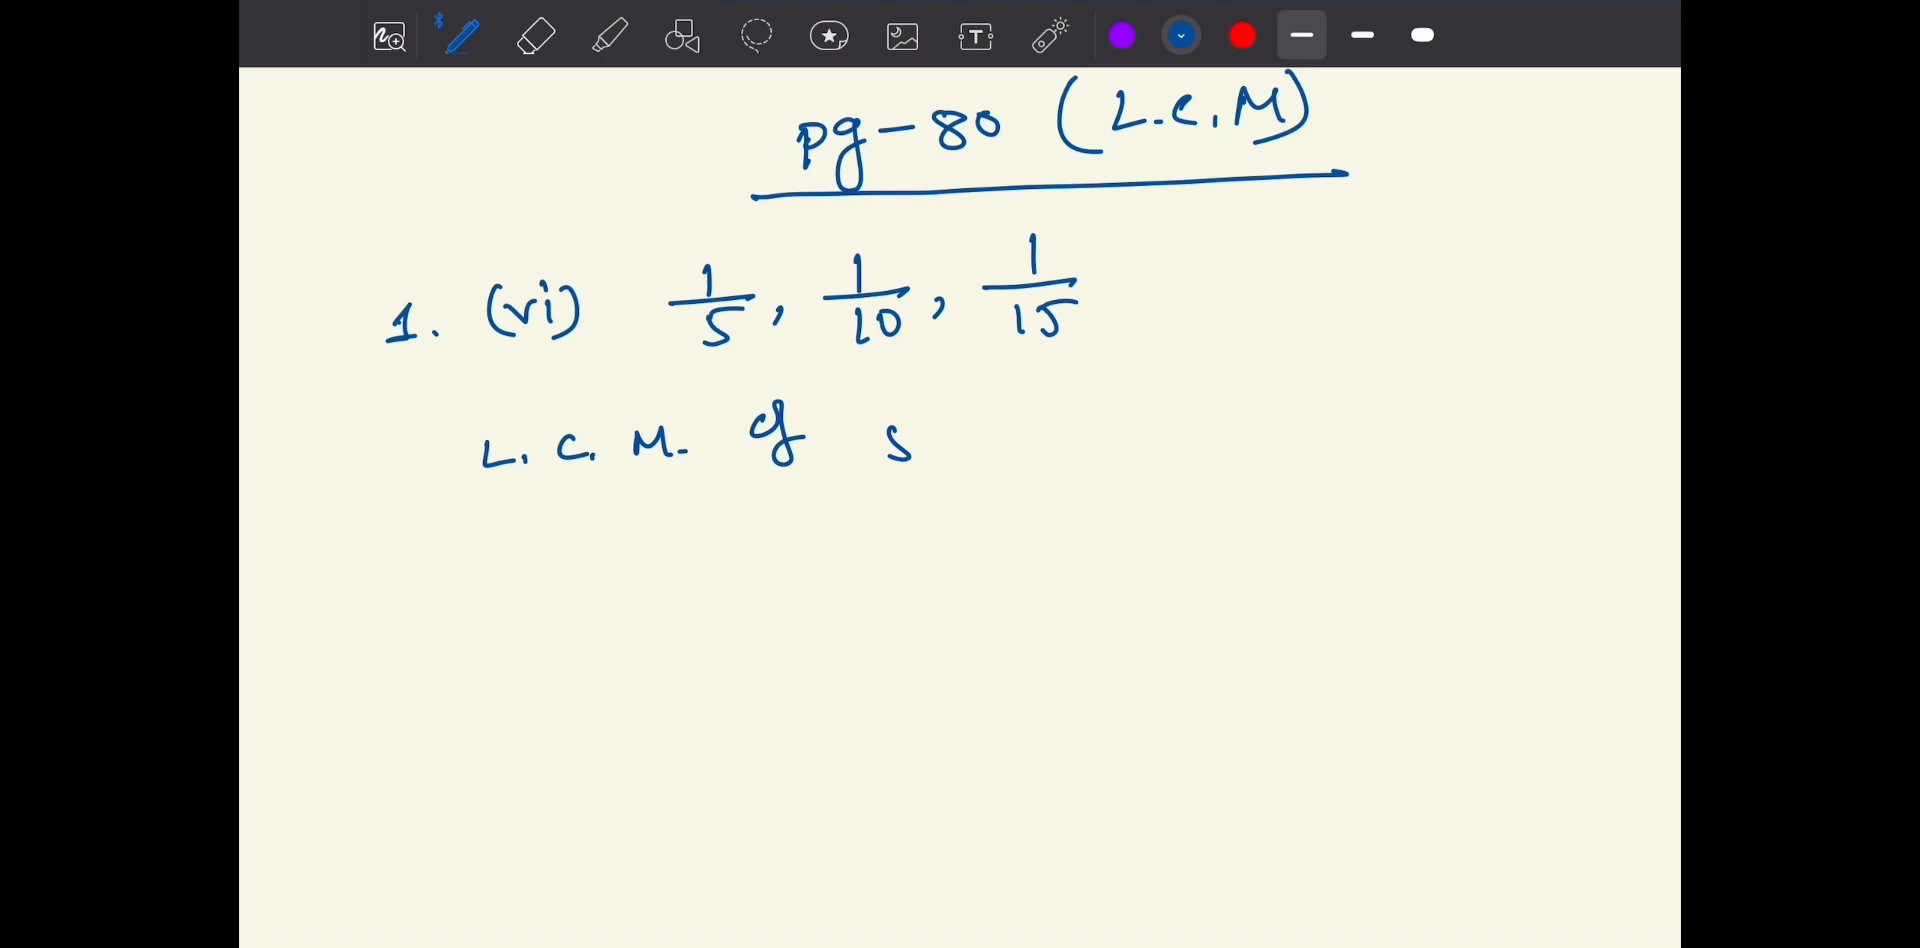 pg-80 (L.C.M)
1. (vi) 1/5, 1/10, 1/15
L.C.M. of 5